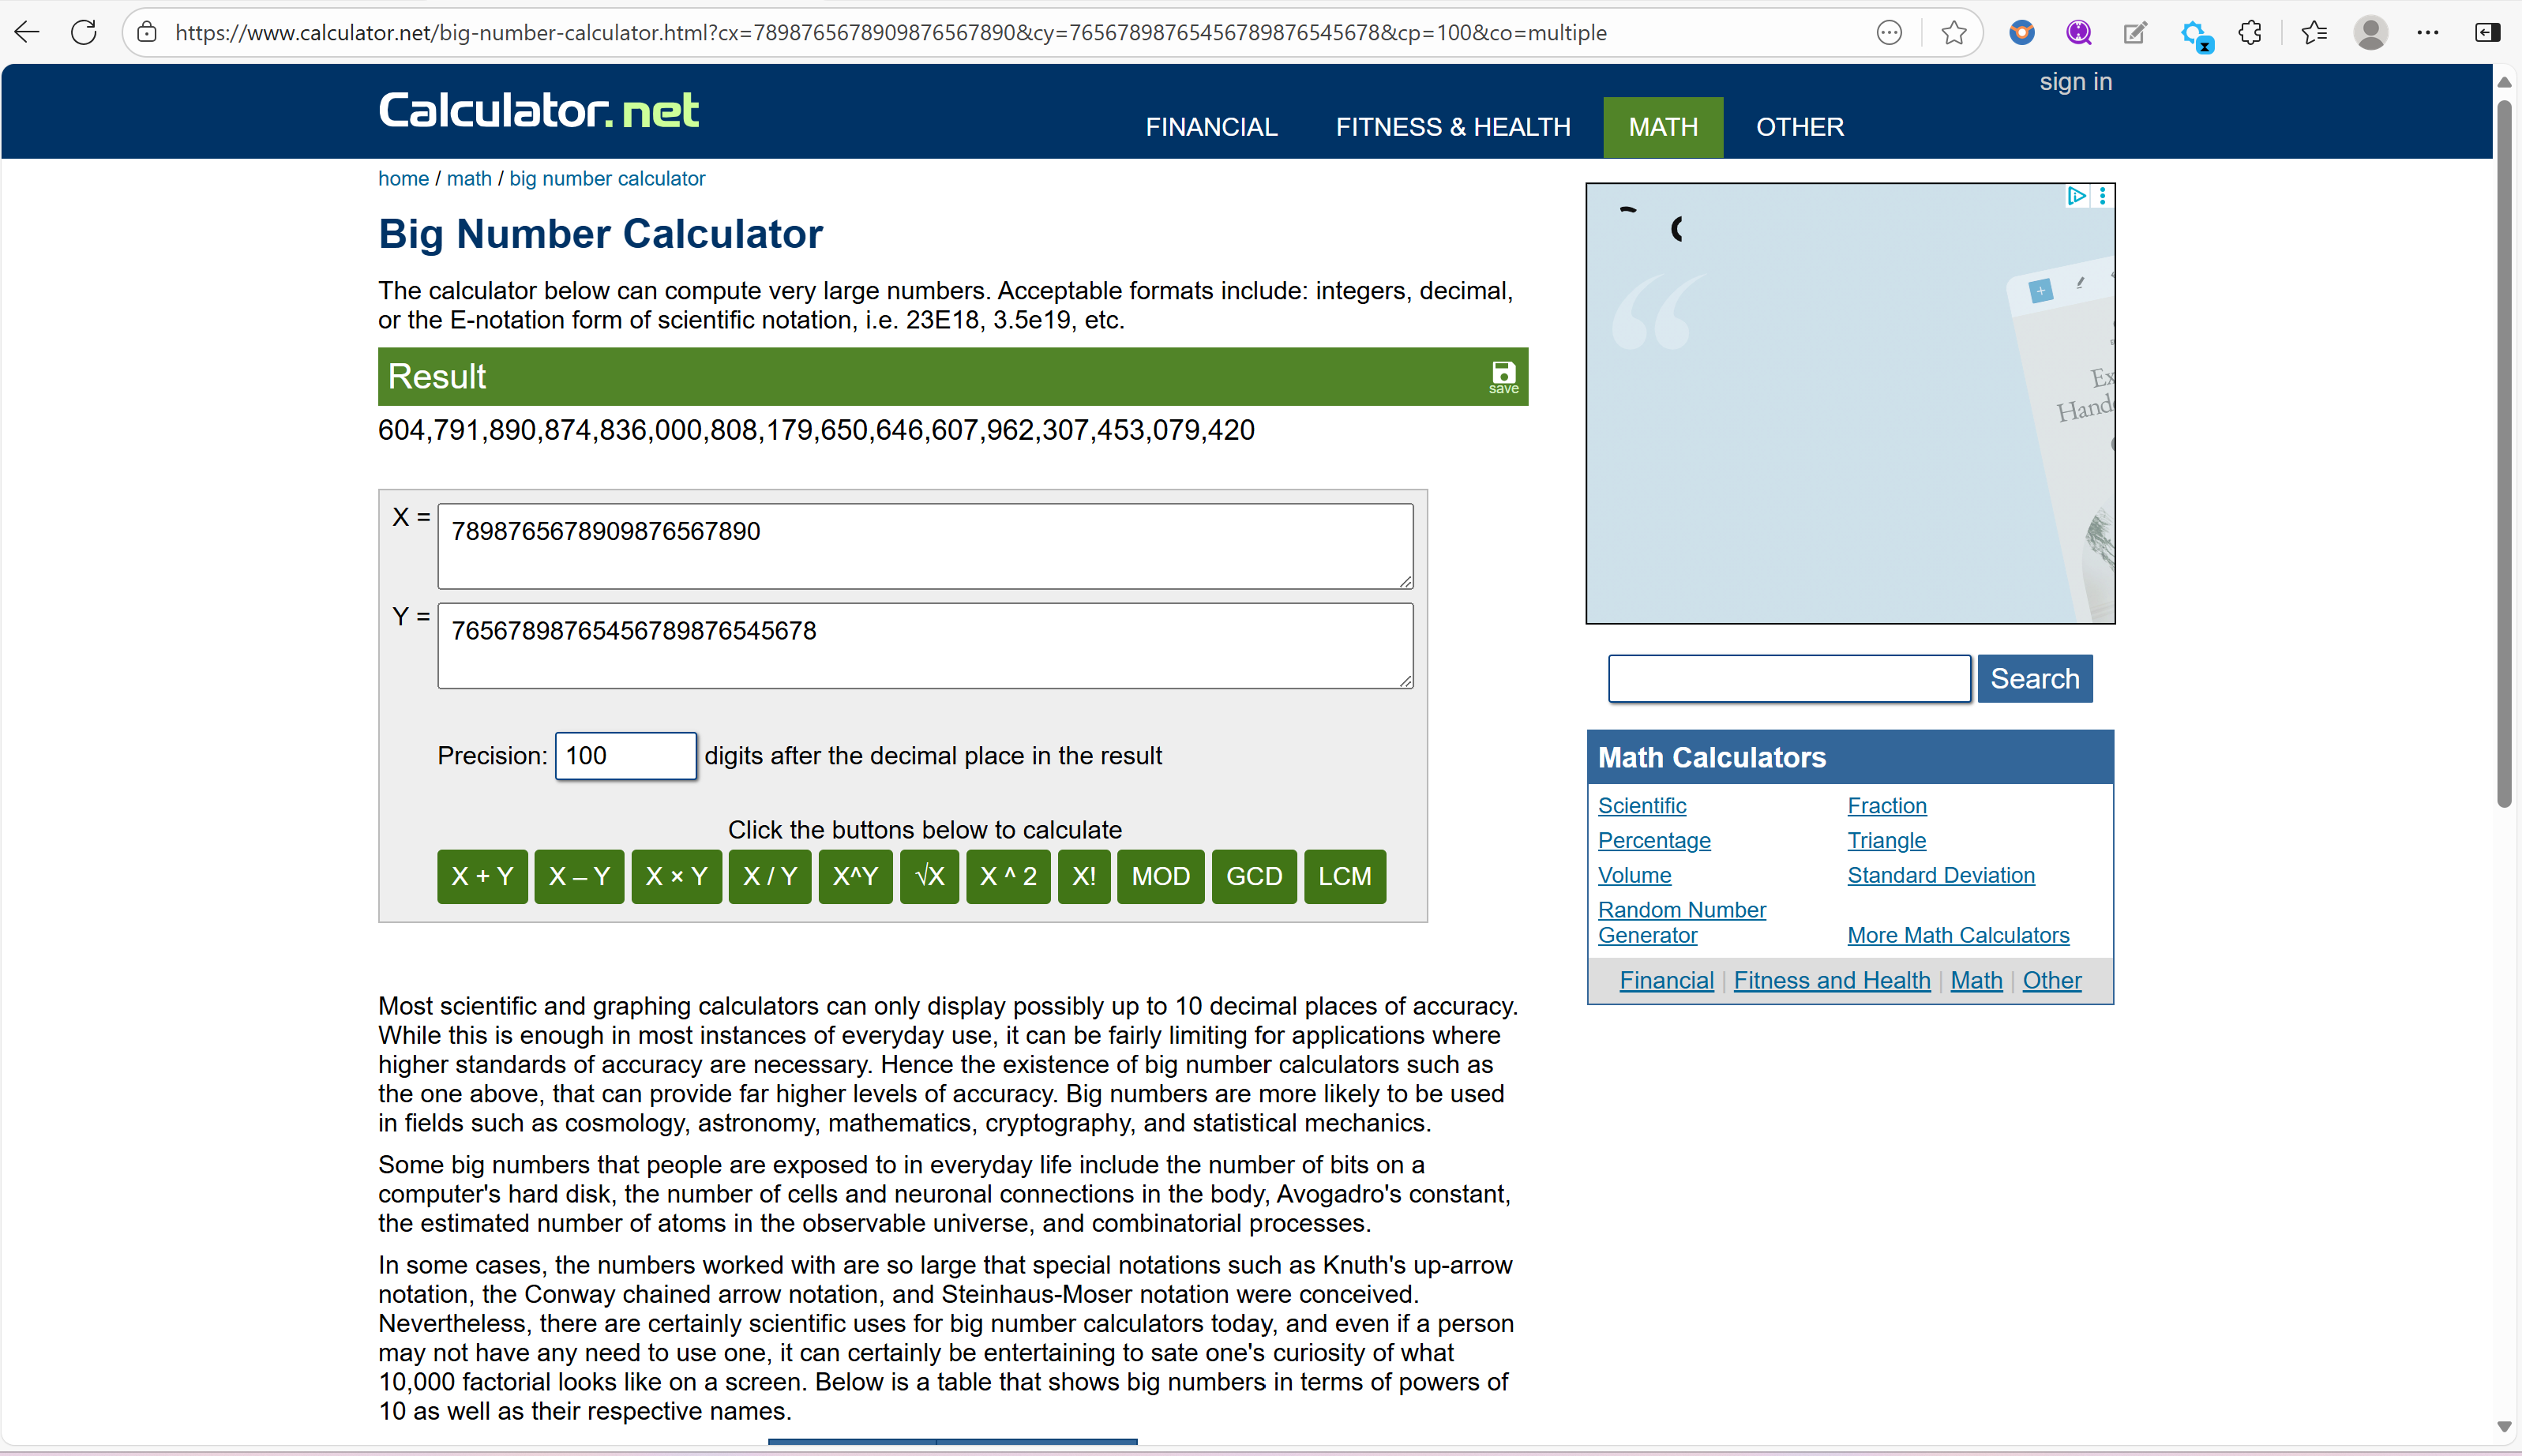 https://www.calculator.net/big-number-calculator.html?cx=7898765678909876567890&cy=76567898765456789876545678&cp=100&co=multiple
sign in
Calculator.net
FINANCIAL FITNESS & HEALTH MATH OTHER
home / math / big number calculator
Big Number Calculator
The calculator below can compute very large numbers. Acceptable formats include: integers, decimal,
or the E-notation form of scientific notation, i.e. 23E18, 3.5e19, etc.
Result
save
604,791,890,874,836,000,808,179,650,646,607,962,307,453,079,420
X = 7898765678909876567890
Y = 76567898765456789876545678
Precision: 100 digits after the decimal place in the result
Click the buttons below to calculate
X + Y X – Y X × Y X / Y X^Y √X X ^ 2 X! MOD GCD LCM
Most scientific and graphing calculators can only display possibly up to 10 decimal places of accuracy.
While this is enough in most instances of everyday use, it can be fairly limiting for applications where
higher standards of accuracy are necessary. Hence the existence of big number calculators such as
the one above, that can provide far higher levels of accuracy. Big numbers are more likely to be used
in fields such as cosmology, astronomy, mathematics, cryptography, and statistical mechanics.
Some big numbers that people are exposed to in everyday life include the number of bits on a
computer's hard disk, the number of cells and neuronal connections in the body, Avogadro's constant,
the estimated number of atoms in the observable universe, and combinatorial processes.
In some cases, the numbers worked with are so large that special notations such as Knuth's up-arrow
notation, the Conway chained arrow notation, and Steinhaus-Moser notation were conceived.
Nevertheless, there are certainly scientific uses for big number calculators today, and even if a person
may not have any need to use one, it can certainly be entertaining to sate one's curiosity of what
10,000 factorial looks like on a screen. Below is a table that shows big numbers in terms of powers of
10 as well as their respective names.
Search
Math Calculators
Scientific Fraction
Percentage Triangle
Volume Standard Deviation
Random Number
Generator More Math Calculators
Financial | Fitness and Health | Math | Other